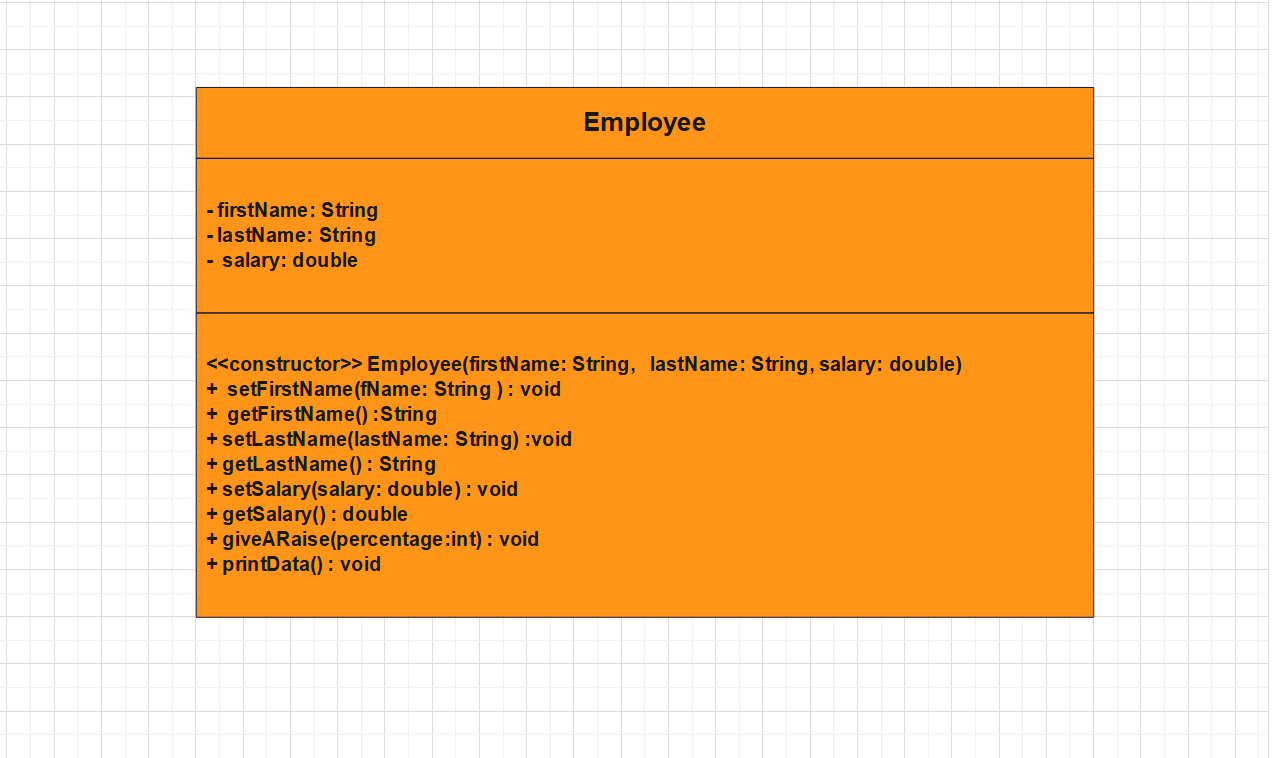 Employee
- firstName: String
- lastName: String
- salary: double
<<constructor>> Employee(firstName: String, lastName: String, salary: double)
+ setFirstName(fName: String ) : void
+ getFirstName() :String
+ setLastName(lastName: String) :void
+ getLastName() : String
+ setSalary(salary: double) : void
+ getSalary() : double
+ giveARaise(percentage:int) : void
+ printData() : void